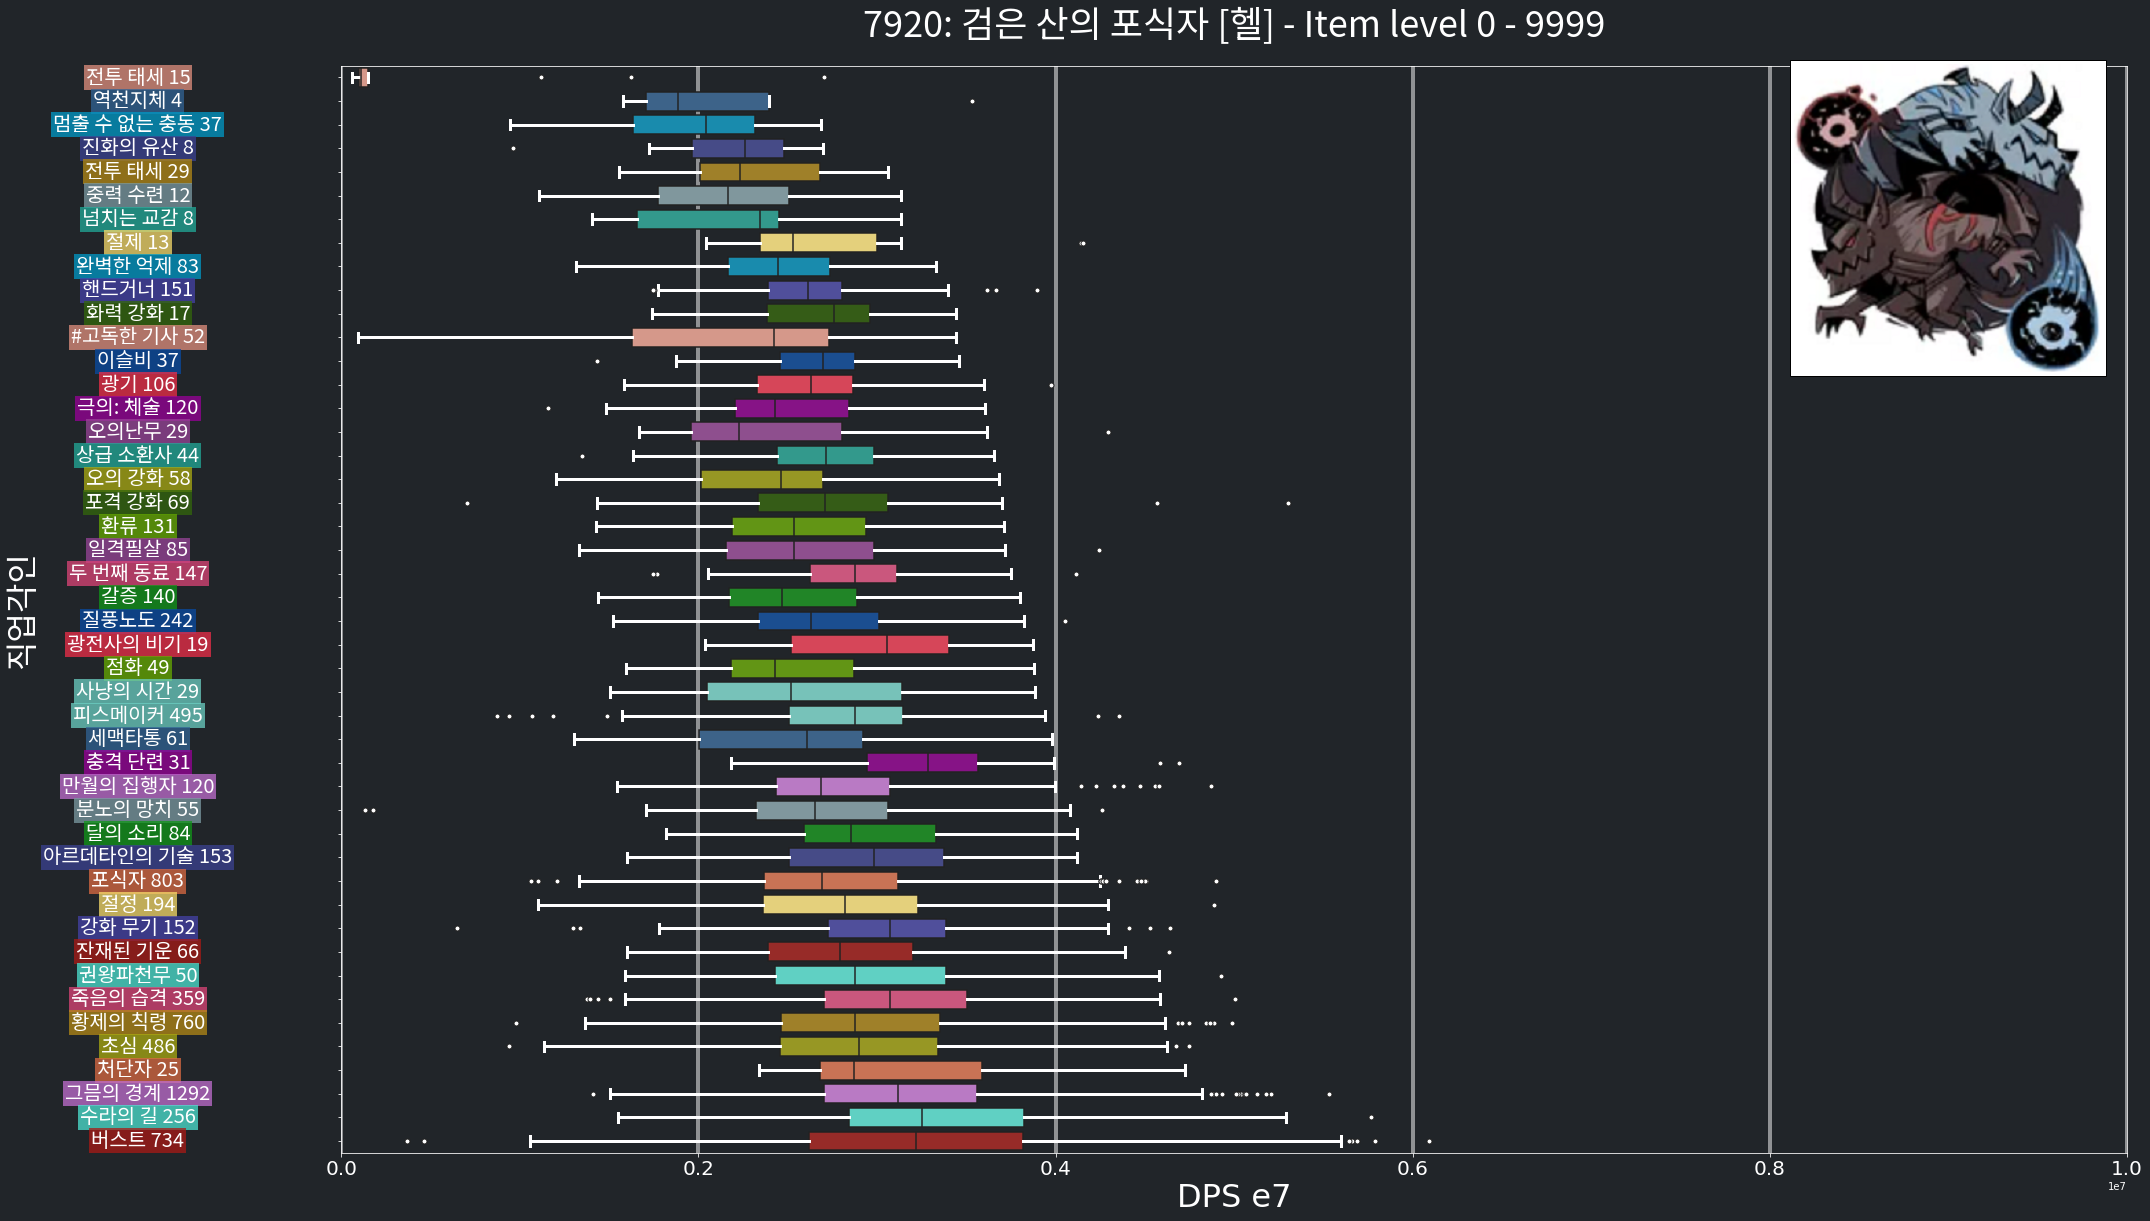 7920: 검은 산의 포식자 [헬] - Item level 0 - 9999
직업각인
전투 태세 15
역천지체 4
멈출 수 없는 충동 37
진화의 유산 8
전투 태세 29
중력 수련 12
넘치는 교감 8
절제 13
완벽한 억제 83
핸드거너 151
화력 강화 17
#고독한 기사 52
이슬비 37
광기 106
극의: 체술 120
오의난무 29
상급 소환사 44
오의 강화 58
포격 강화 69
환류 131
일격필살 85
두 번째 동료 147
갈증 140
질풍노도 242
광전사의 비기 19
점화 49
사냥의 시간 29
피스메이커 495
세맥타통 61
충격 단련 31
만월의 집행자 120
분노의 망치 55
달의 소리 84
아르데타인의 기술 153
포식자 803
절정 194
강화 무기 152
잔재된 기운 66
권왕파천무 50
죽음의 습격 359
황제의 칙령 760
초심 486
처단자 25
그믐의 경계 1292
수라의 길 256
버스트 734
0.0 0.2 0.4 0.6 0.8 1.0
1e7
DPS e7